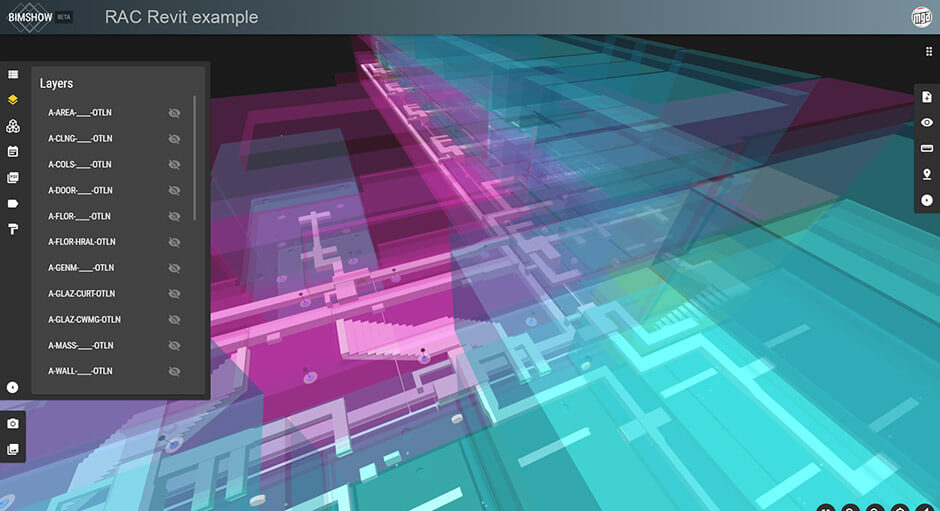 BIMSHOW BETA RAC Revit example mga
Layers
A-AREA-____-OTLN
A-CLNG-____-OTLN
A-COLS-____-OTLN
A-DOOR-____-OTLN
A-FLOR-____-OTLN
A-FLOR-HRAL-OTLN
A-GENM-____-OTLN
A-GLAZ-CURT-OTLN
A-GLAZ-CWMG-OTLN
A-MASS-____-OTLN
A-WALL-____-OTLN